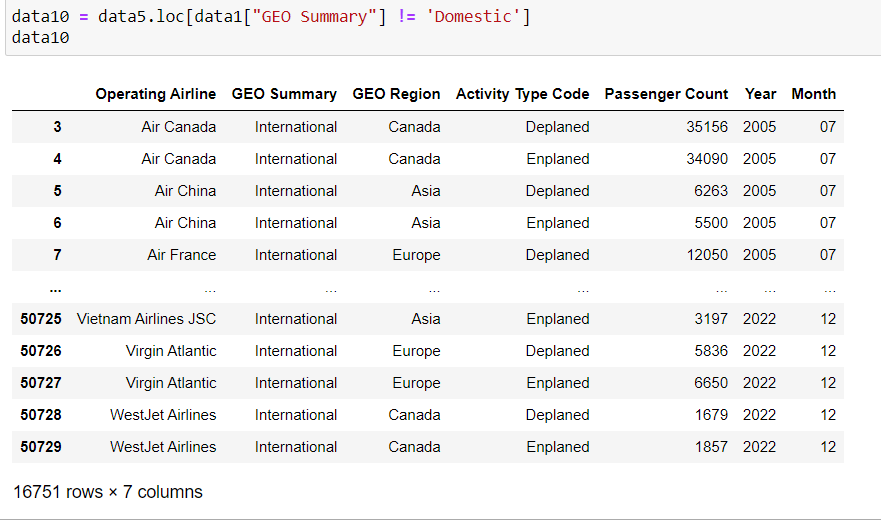 data10 = data5.loc[data1["GEO Summary"] != 'Domestic']
data10
Operating Airline GEO Summary GEO Region Activity Type Code Passenger Count Year Month
3 Air Canada International Canada Deplaned 35156 2005 07
4 Air Canada International Canada Enplaned 34090 2005 07
5 Air China International Asia Deplaned 6263 2005 07
6 Air China International Asia Enplaned 5500 2005 07
7 Air France International Europe Deplaned 12050 2005 07
... ... ... ... ... ... ... ...
50725 Vietnam Airlines JSC International Asia Enplaned 3197 2022 12
50726 Virgin Atlantic International Europe Deplaned 5836 2022 12
50727 Virgin Atlantic International Europe Enplaned 6650 2022 12
50728 WestJet Airlines International Canada Deplaned 1679 2022 12
50729 WestJet Airlines International Canada Enplaned 1857 2022 12
16751 rows × 7 columns